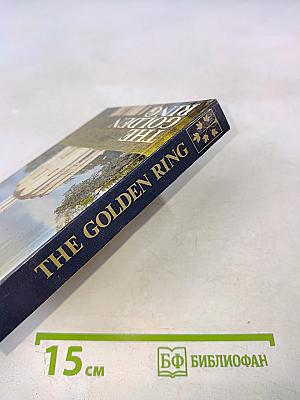 THE
GOLDEN
RING
THE GOLDEN RING
15 см
БФ БИБЛИОФАН